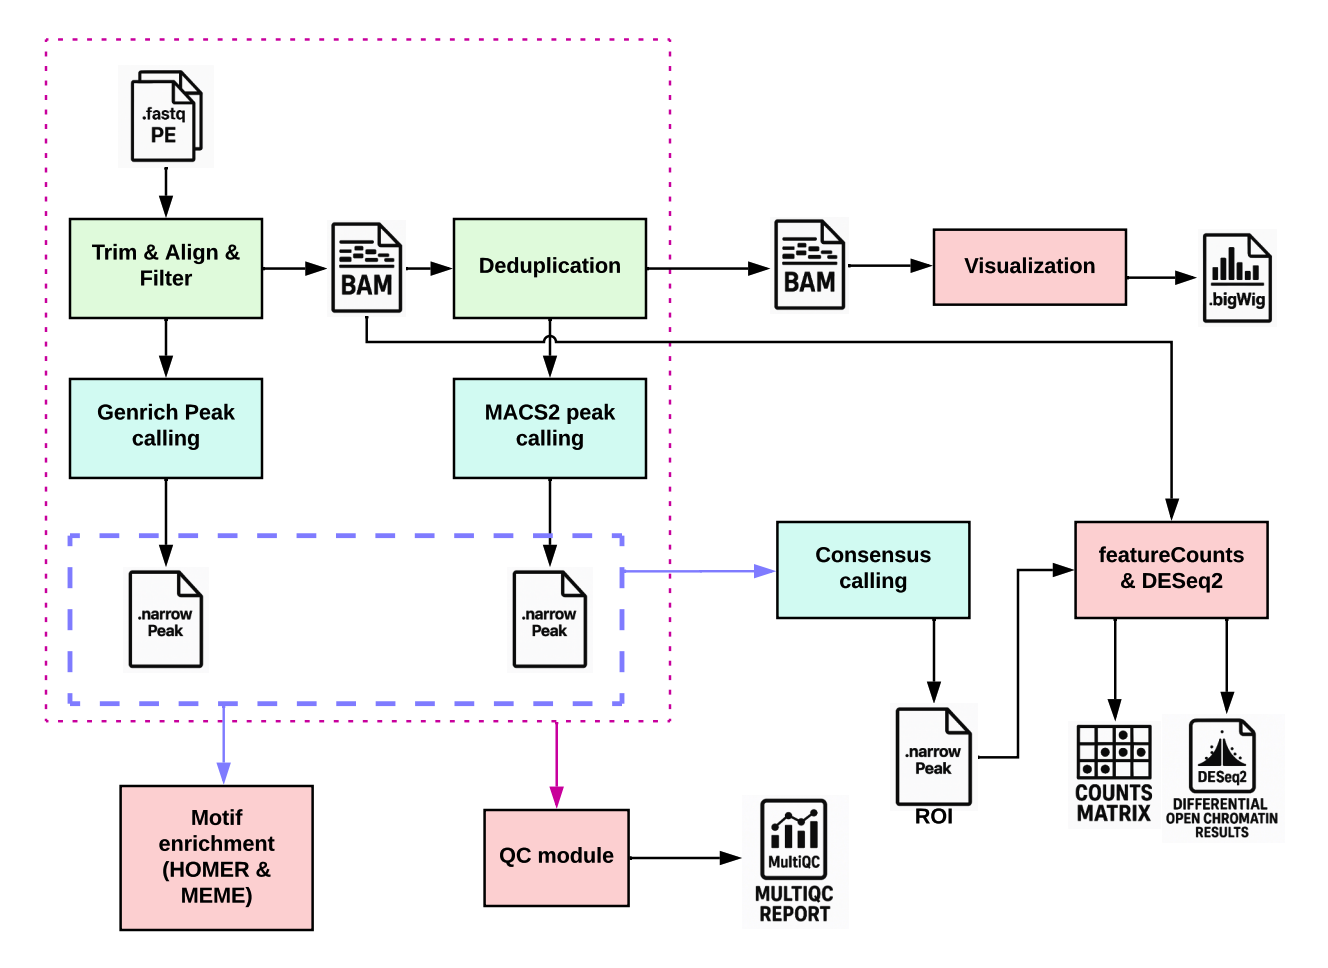 .fastq
PE
Trim & Align &
Filter
BAM
Deduplication
BAM
Visualization
.bigWig
Genrich Peak
calling
MACS2 peak
calling
.narrow
Peak
.narrow
Peak
Consensus
calling
featureCounts
& DESeq2
.narrow
Peak
ROI
COUNTS
MATRIX
DESeq2
DIFFERENTIAL
OPEN CHROMATIN
RESULTS
Motif
enrichment
(HOMER &
MEME)
QC module
MultiQC
MULTIQC
REPORT